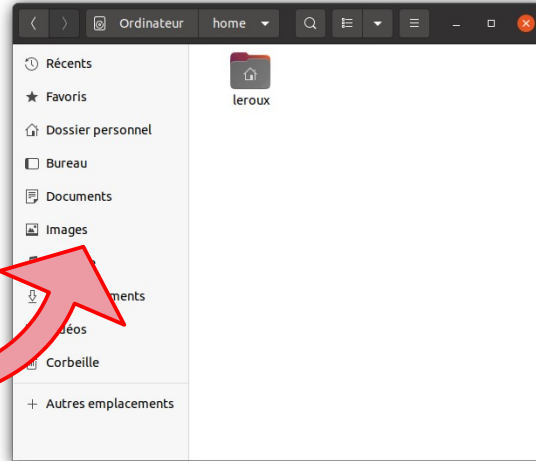 Ordinateur home
Récents
Favoris
leroux
Dossier personnel
Bureau
Documents
Images
Corbeille
+ Autres emplacements